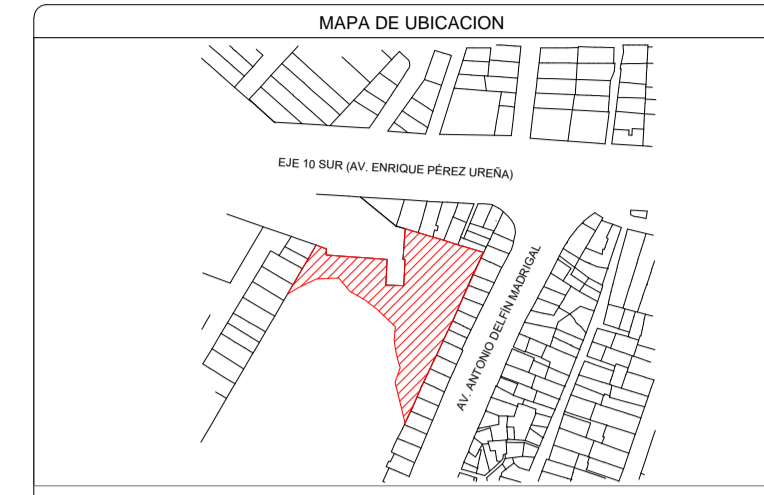 MAPA DE UBICACION
EJE 10 SUR (AV. ENRIQUE PÉREZ UREÑA)
AV. ANTONIO DELFÍN MADRIGAL